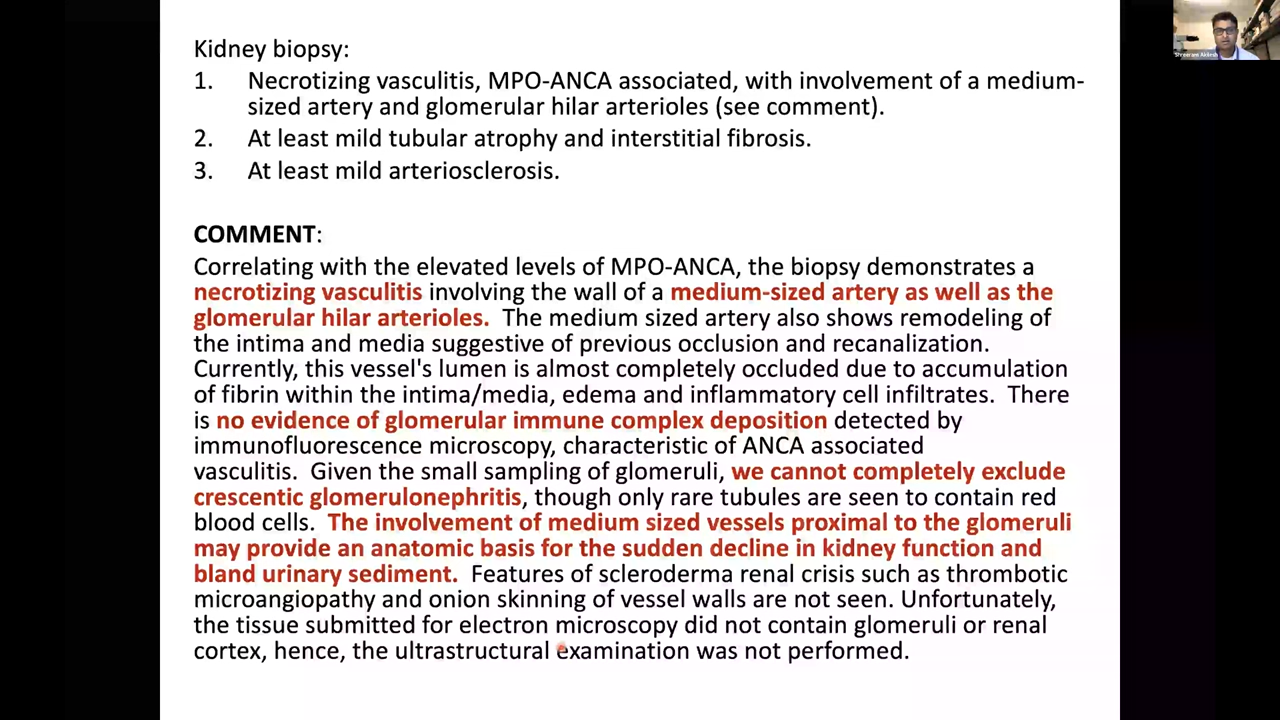 Kidney biopsy:
1. Necrotizing vasculitis, MPO-ANCA associated, with involvement of a medium-
sized artery and glomerular hilar arterioles (see comment).
2. At least mild tubular atrophy and interstitial fibrosis.
3. At least mild arteriosclerosis.
COMMENT:
Correlating with the elevated levels of MPO-ANCA, the biopsy demonstrates a
necrotizing vasculitis involving the wall of a medium-sized artery as well as the
glomerular hilar arterioles. The medium sized artery also shows remodeling of
the intima and media suggestive of previous occlusion and recanalization.
Currently, this vessel's lumen is almost completely occluded due to accumulation
of fibrin within the intima/media, edema and inflammatory cell infiltrates. There
is no evidence of glomerular immune complex deposition detected by
immunofluorescence microscopy, characteristic of ANCA associated
vasculitis. Given the small sampling of glomeruli, we cannot completely exclude
crescentic glomerulonephritis, though only rare tubules are seen to contain red
blood cells. The involvement of medium sized vessels proximal to the glomeruli
may provide an anatomic basis for the sudden decline in kidney function and
bland urinary sediment. Features of scleroderma renal crisis such as thrombotic
microangiopathy and onion skinning of vessel walls are not seen. Unfortunately,
the tissue submitted for electron microscopy did not contain glomeruli or renal
cortex, hence, the ultrastructural examination was not performed.